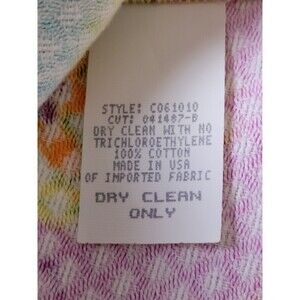 STYLE: C061010
CUT: 041487-B
DRY CLEAN WITH NO
TRICHLOROETHYLENE
100% COTTON
MADE IN USA
OF IMPORTED FABRIC
DRY CLEAN
ONLY